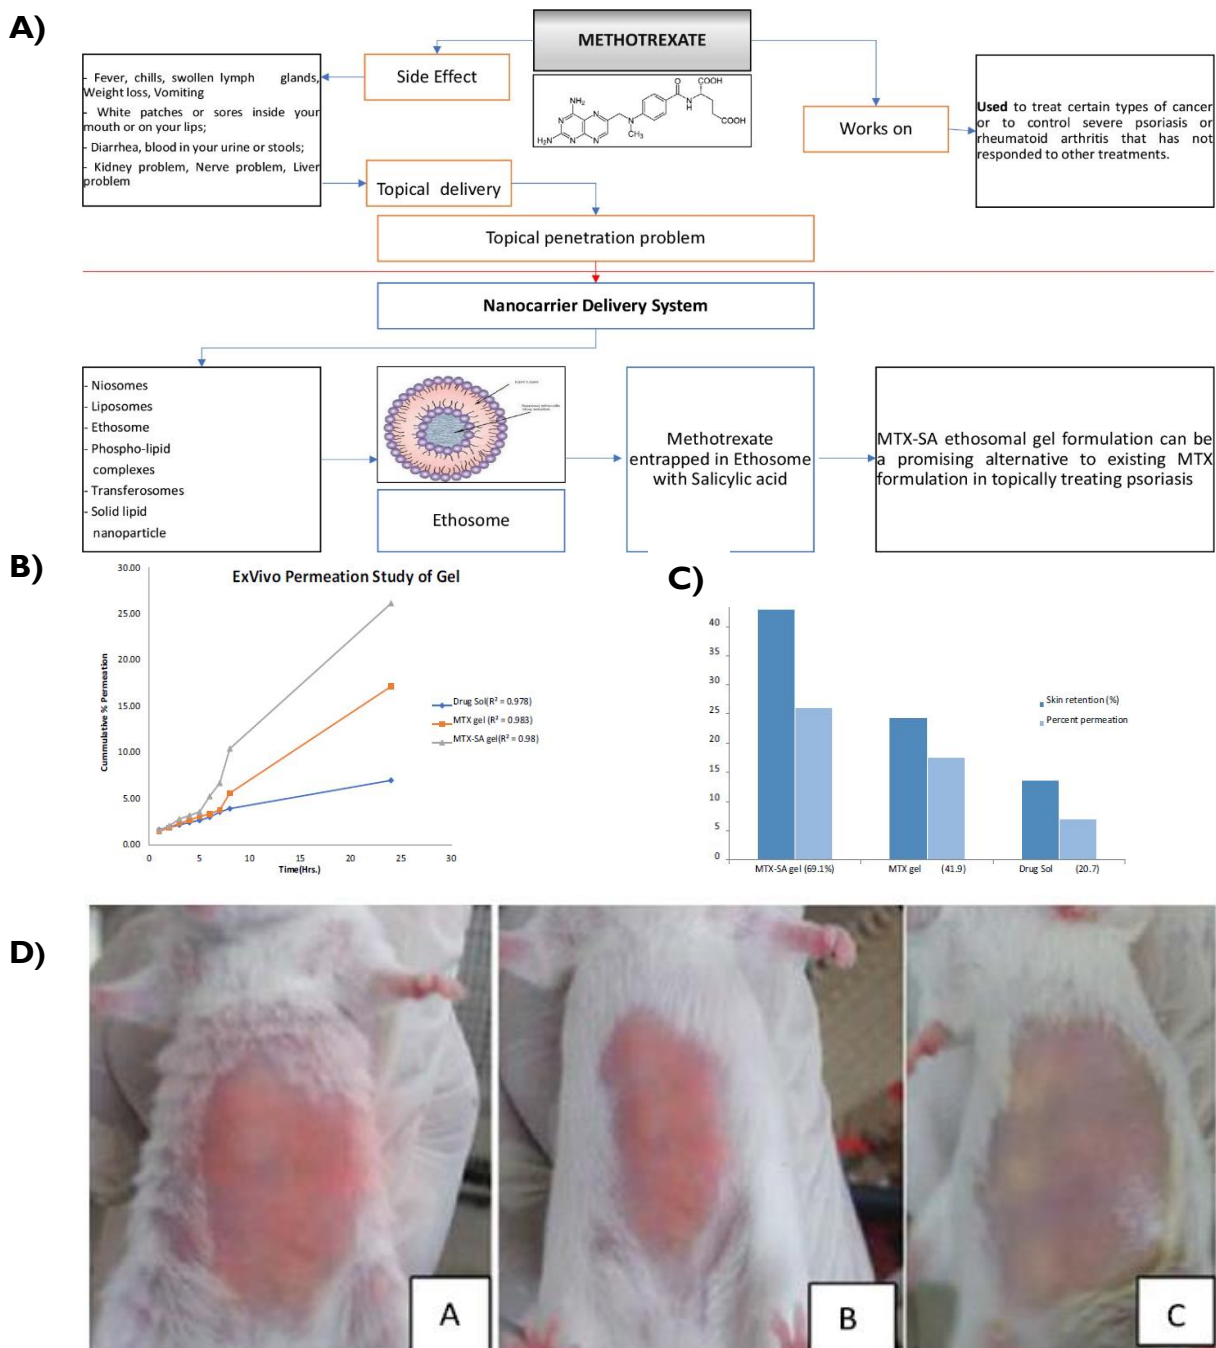 A)
METHOTREXATE
Side Effect
- Fever, chills, swollen lymph glands,
Weight loss, Vomiting
- White patches or sores inside your
mouth or on your lips;
- Diarrhea, blood in your urine or stools;
- Kidney problem, Nerve problem, Liver
problem
NH₂
H₂N
N
N
N
N
N
CH₃
O
N
H
COOH
COOH
Works on
Used to treat certain types of cancer
or to control severe psoriasis or
rheumatoid arthritis that has not
responded to other treatments.
Topical delivery
Topical penetration problem
Nanocarrier Delivery System
- Niosomes
- Liposomes
- Ethosome
- Phospho-lipid
complexes
- Transferosomes
- Solid lipid
nanoparticle
Ethosome
Methotrexate
entrapped in Ethosome
with Salicylic acid
MTX-SA ethosomal gel formulation can be
a promising alternative to existing MTX
formulation in topically treating psoriasis
B)
ExVivo Permeation Study of Gel
Cummulative % Permeation
30.00
25.00
20.00
15.00
10.00
5.00
0.00
0 5 10 15 20 25 30
Time(Hrs.)
Drug Sol(R² = 0.978)
MTX gel (R² = 0.983)
MTX-SA gel(R² = 0.98)
C)
40
35
30
25
20
15
10
5
0
Skin retention (%)
Percent permeation
MTX-SA gel (69.1%) MTX gel (41.9) Drug Sol (20.7)
D)
A
B
C